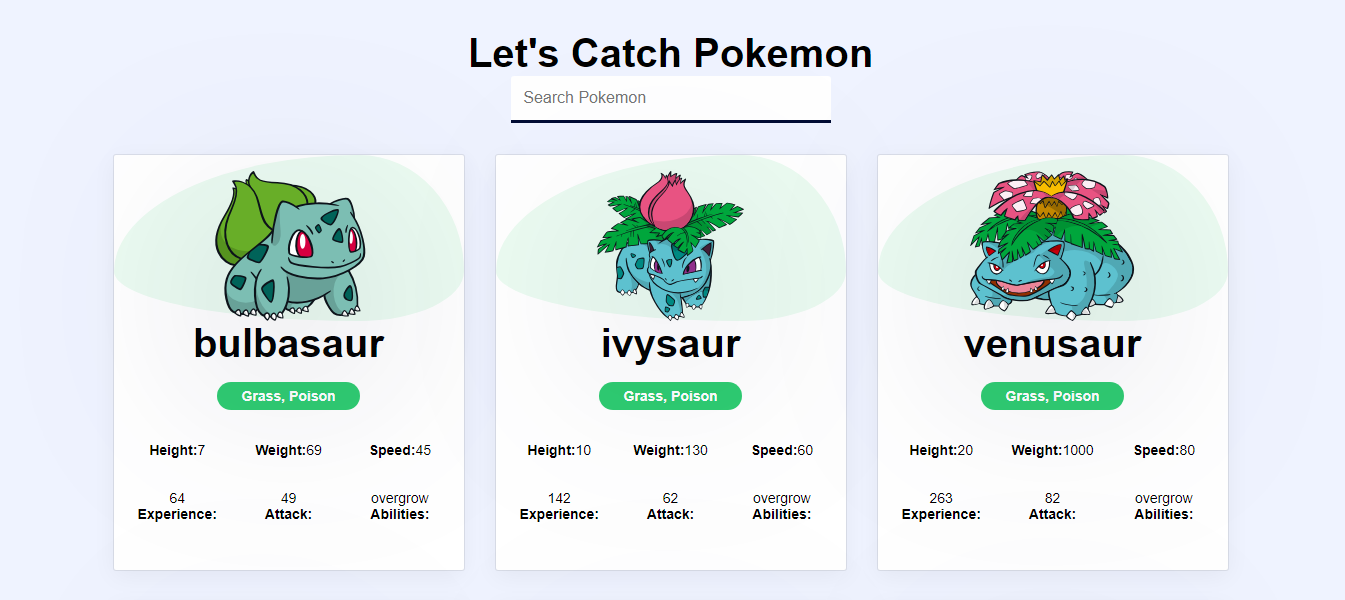 Let's Catch Pokemon
Search Pokemon
bulbasaur
Grass, Poison
Height:7 Weight:69 Speed:45
64 49 overgrow
Experience: Attack: Abilities:
ivysaur
Grass, Poison
Height:10 Weight:130 Speed:60
142 62 overgrow
Experience: Attack: Abilities:
venusaur
Grass, Poison
Height:20 Weight:1000 Speed:80
263 82 overgrow
Experience: Attack: Abilities: